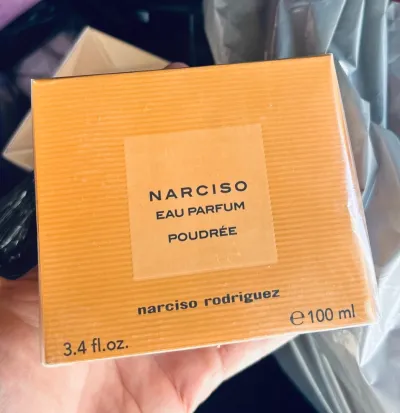 NARCISO
EAU PARFUM
POUDRÉE
narciso rodriguez
3.4 fl.oz. ℮100 ml